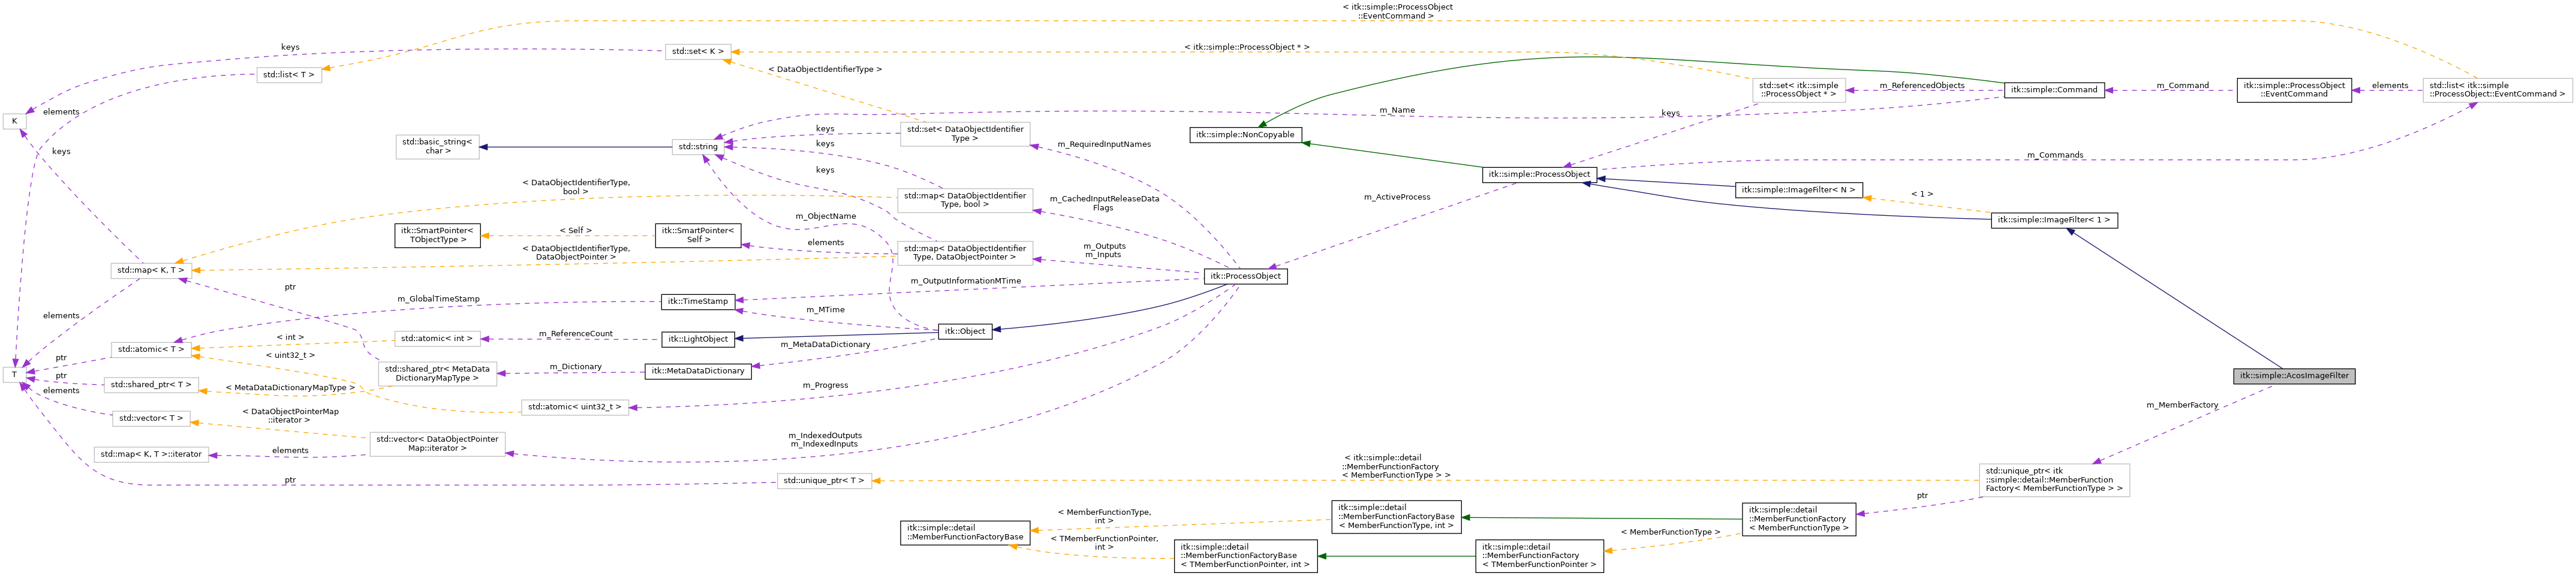 < itk::simple::ProcessObject
::EventCommand >
keys
std::set< K >
< itk::simple::ProcessObject * >
std::list< T >
< DataObjectIdentifierType >
std::set< itk::simple
::ProcessObject * >
m_ReferencedObjects
itk::simple::Command
m_Command
itk::simple::ProcessObject
::EventCommand
elements
std::list< itk::simple
::ProcessObject::EventCommand >
K
elements
m_Name
keys
std::set< DataObjectIdentifier
Type >
keys
itk::simple::NonCopyable
std::basic_string<
char >
std::string
keys
m_RequiredInputNames
keys
m_Commands
keys
itk::simple::ProcessObject
itk::simple::ImageFilter< N >
< 1 >
< DataObjectIdentifierType,
bool >
std::map< DataObjectIdentifier
Type, bool >
m_CachedInputReleaseData
Flags
m_ActiveProcess
itk::simple::ImageFilter< 1 >
m_ObjectName
itk::SmartPointer<
TObjectType >
< Self >
itk::SmartPointer<
Self >
elements
std::map< DataObjectIdentifier
Type, DataObjectPointer >
m_Outputs
m_Inputs
< DataObjectIdentifierType,
DataObjectPointer >
std::map< K, T >
itk::ProcessObject
ptr
m_OutputInformationMTime
m_GlobalTimeStamp
itk::TimeStamp
m_MTime
elements
itk::Object
< int >
std::atomic< int >
m_ReferenceCount
itk::LightObject
std::atomic< T >
m_MetaDataDictionary
< uint32_t >
ptr
T
ptr
std::shared_ptr< T >
< MetaDataDictionaryMapType >
std::shared_ptr< MetaData
DictionaryMapType >
m_Dictionary
itk::MetaDataDictionary
m_Progress
itk::simple::AcosImageFilter
elements
std::vector< T >
< DataObjectPointerMap
::iterator >
std::atomic< uint32_t >
m_MemberFactory
std::vector< DataObjectPointer
Map::iterator >
m_IndexedOutputs
m_IndexedInputs
std::map< K, T >::iterator
elements
ptr
std::unique_ptr< T >
< itk::simple::detail
::MemberFunctionFactory
< MemberFunctionType > >
std::unique_ptr< itk
::simple::detail::MemberFunction
Factory< MemberFunctionType > >
ptr
itk::simple::detail
::MemberFunctionFactoryBase
< MemberFunctionType,
int >
itk::simple::detail
::MemberFunctionFactoryBase
< MemberFunctionType, int >
itk::simple::detail
::MemberFunctionFactory
< MemberFunctionType >
< TMemberFunctionPointer,
int >
itk::simple::detail
::MemberFunctionFactoryBase
< TMemberFunctionPointer, int >
itk::simple::detail
::MemberFunctionFactory
< TMemberFunctionPointer >
< MemberFunctionType >